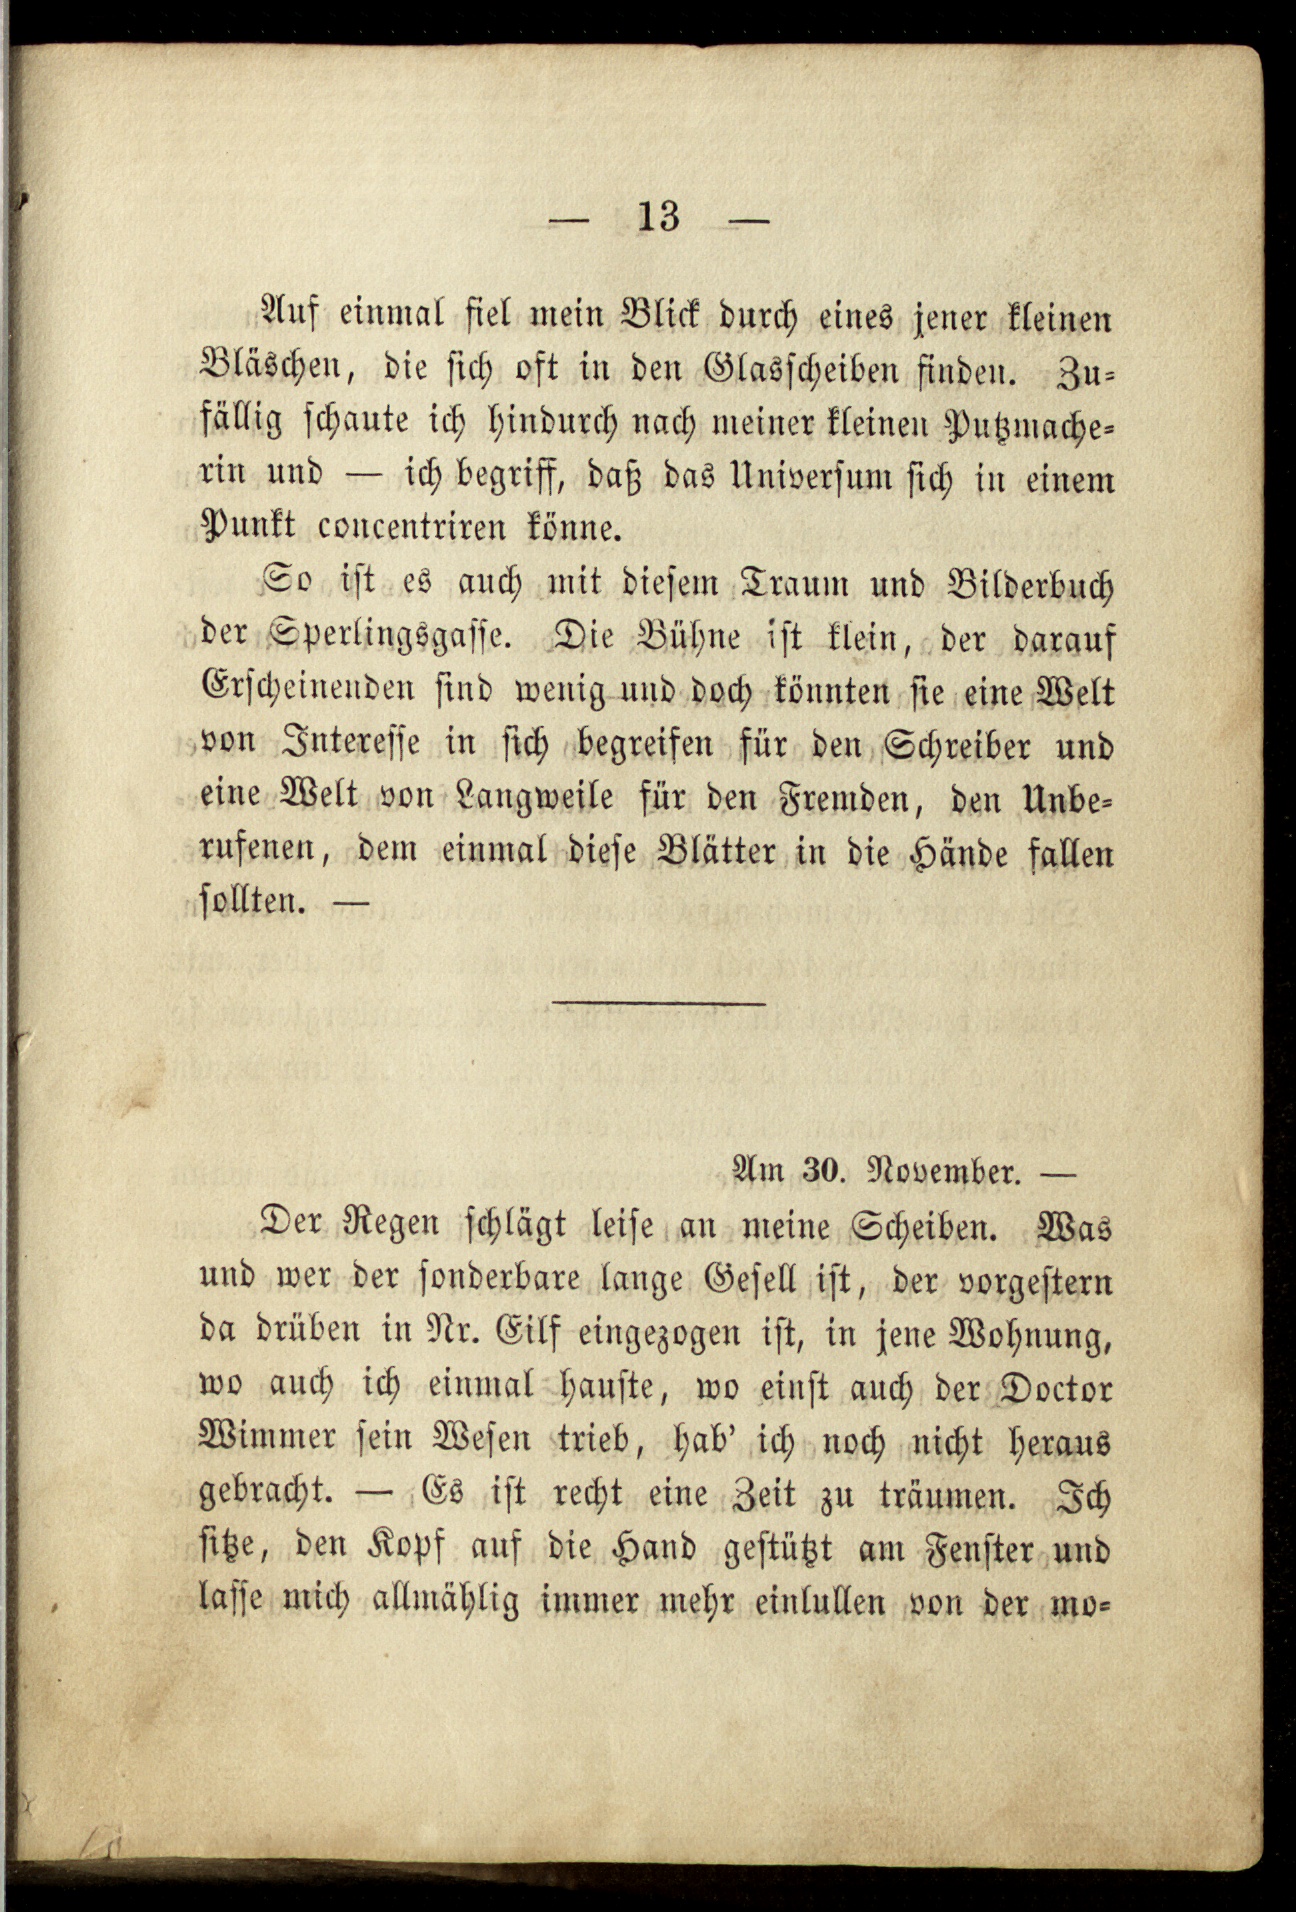 — 13 —
Auf einmal fiel mein Blick durch eines jener kleinen
Bläschen, die sich oft in den Glasscheiben finden. Zu-
fällig schaute ich hindurch nach meiner kleinen Putzmache-
rin und — ich begriff, daß das Universum sich in einem
Punkt concentriren könne.
So ist es auch mit diesem Traum und Bilderbuch
der Sperlingsgasse. Die Bühne ist klein, der darauf
Erscheinenden sind wenig und doch könnten sie eine Welt
von Interesse in sich begreifen für den Schreiber und
eine Welt von Langweile für den Fremden, den Unbe-
rufenen, dem einmal diese Blätter in die Hände fallen
sollten. —
Am 30. November. —
Der Regen schlägt leise an meine Scheiben. Was
und wer der sonderbare lange Gesell ist, der vorgestern
da drüben in Nr. Eilf eingezogen ist, in jene Wohnung,
wo auch ich einmal hauste, wo einst auch der Doctor
Wimmer sein Wesen trieb, hab' ich noch nicht heraus
gebracht. — Es ist recht eine Zeit zu träumen. Ich
sitze, den Kopf auf die Hand gestützt am Fenster und
lasse mich allmählig immer mehr einlullen von der mo-